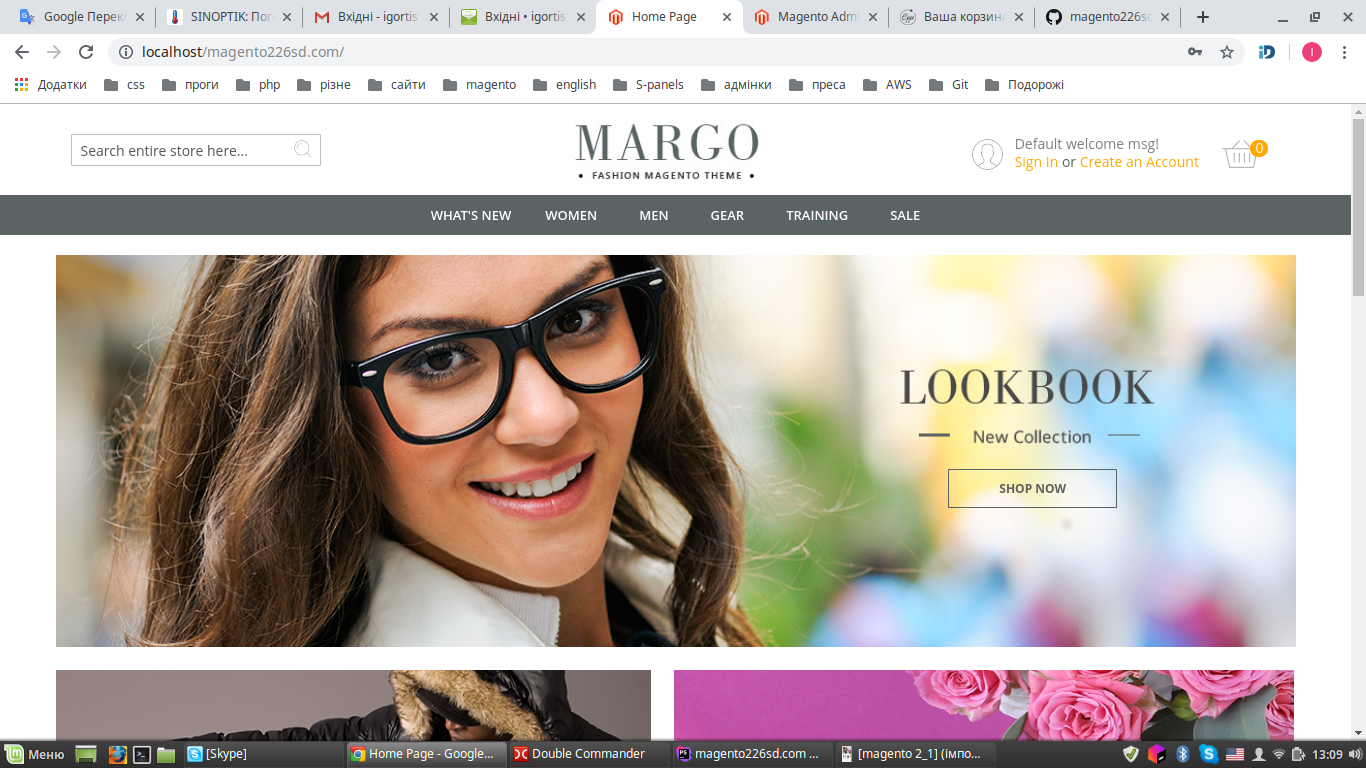 Google Перекл
SINOPTIK: Пог
Вхідні - igortis
Вхідні • igortis
Home Page
Magento Adm
Ваша корзина
magento226sd
localhost/magento226sd.com/
Додатки
css
проги
php
різне
сайти
magento
english
S-panels
адмінки
преса
AWS
Git
Подорожі
Search entire store here...
MARGO
• FASHION MAGENTO THEME •
Default welcome msg!
Sign In or Create an Account
0
WHAT'S NEW WOMEN MEN GEAR TRAINING SALE
LOOKBOOK
New Collection
SHOP NOW
Меню
[Skype]
Home Page - Google...
Double Commander
magento226sd.com ...
[magento 2_1] (імпо...
13:09